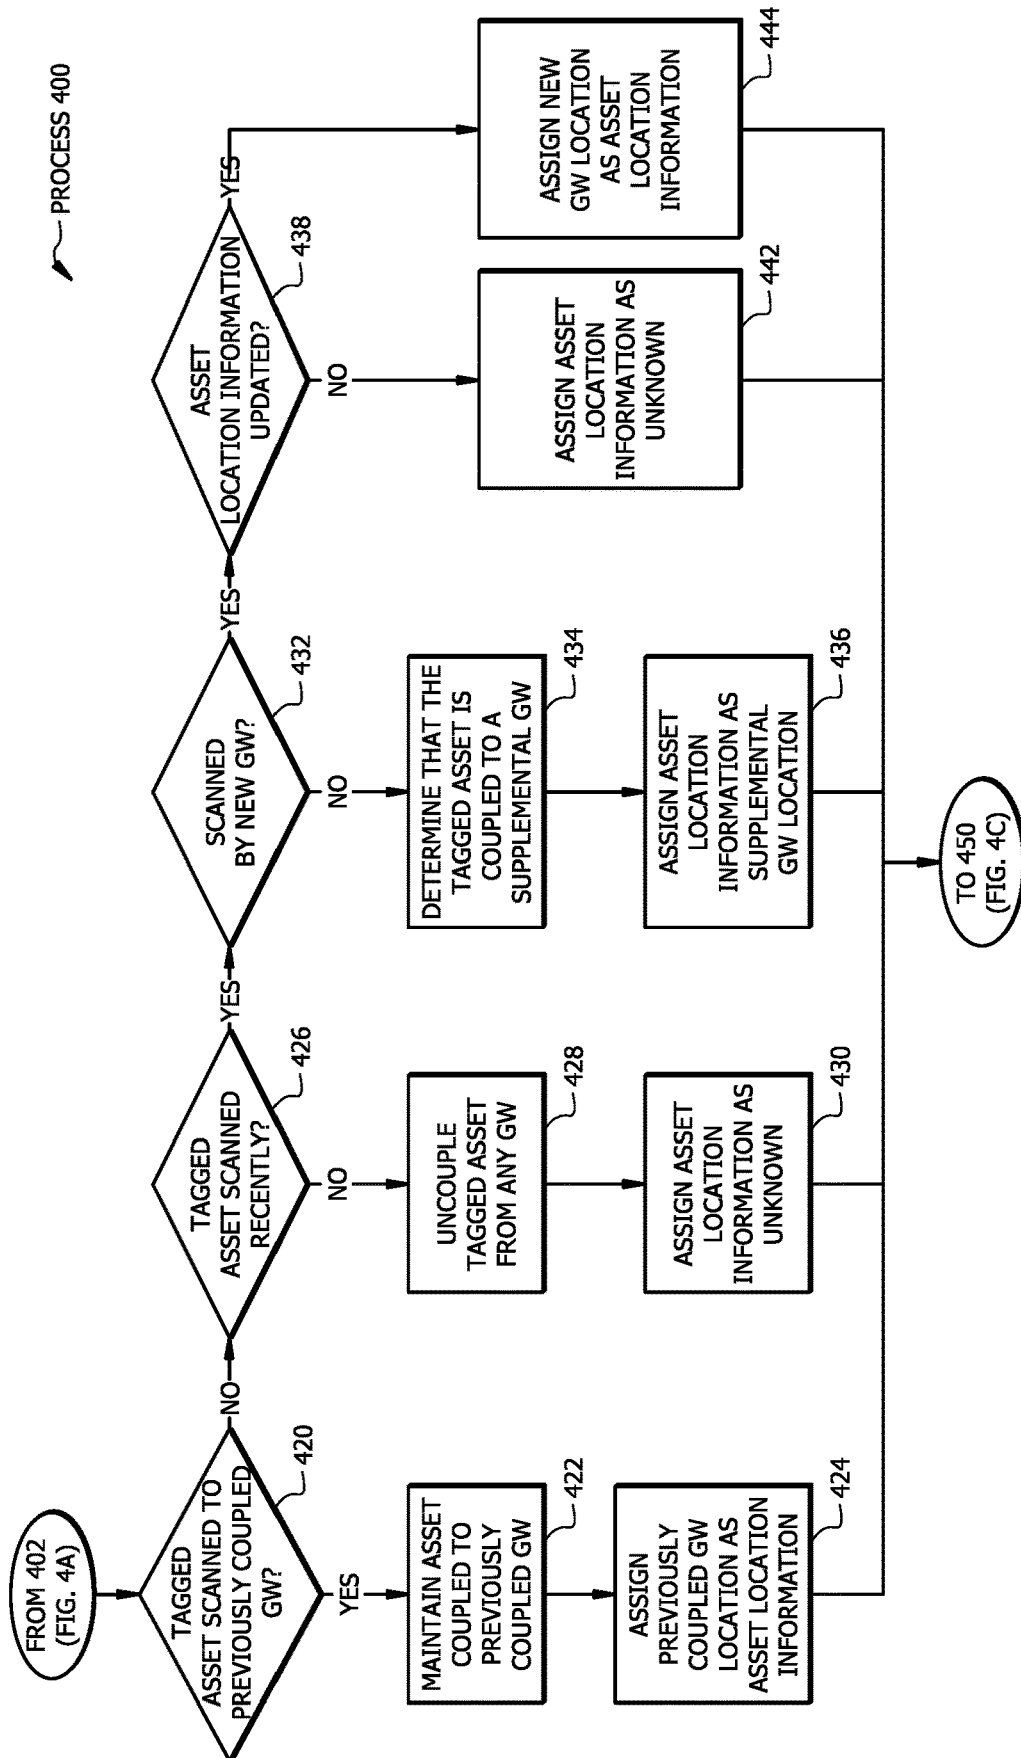 PROCESS 400
FROM 402
(FIG. 4A)
TAGGED
ASSET SCANNED TO
PREVIOUSLY COUPLED
GW?
420
NO
YES
MAINTAIN ASSET
COUPLED TO
PREVIOUSLY
COUPLED GW
422
ASSIGN
PREVIOUSLY
COUPLED GW
LOCATION AS
ASSET LOCATION
INFORMATION
424
TAGGED
ASSET SCANNED
RECENTLY?
426
YES
NO
UNCOUPLE
TAGGED ASSET
FROM ANY GW
428
ASSIGN ASSET
LOCATION
INFORMATION AS
UNKNOWN
430
SCANNED
BY NEW GW?
432
YES
NO
DETERMINE THAT THE
TAGGED ASSET IS
COUPLED TO A
SUPPLEMENTAL GW
434
ASSIGN ASSET
LOCATION
INFORMATION AS
SUPPLEMENTAL
GW LOCATION
436
ASSET
LOCATION INFORMATION
UPDATED?
438
YES
NO
ASSIGN ASSET
LOCATION
INFORMATION AS
UNKNOWN
442
ASSIGN NEW
GW LOCATION
AS ASSET
LOCATION
INFORMATION
444
TO 450
(FIG. 4C)